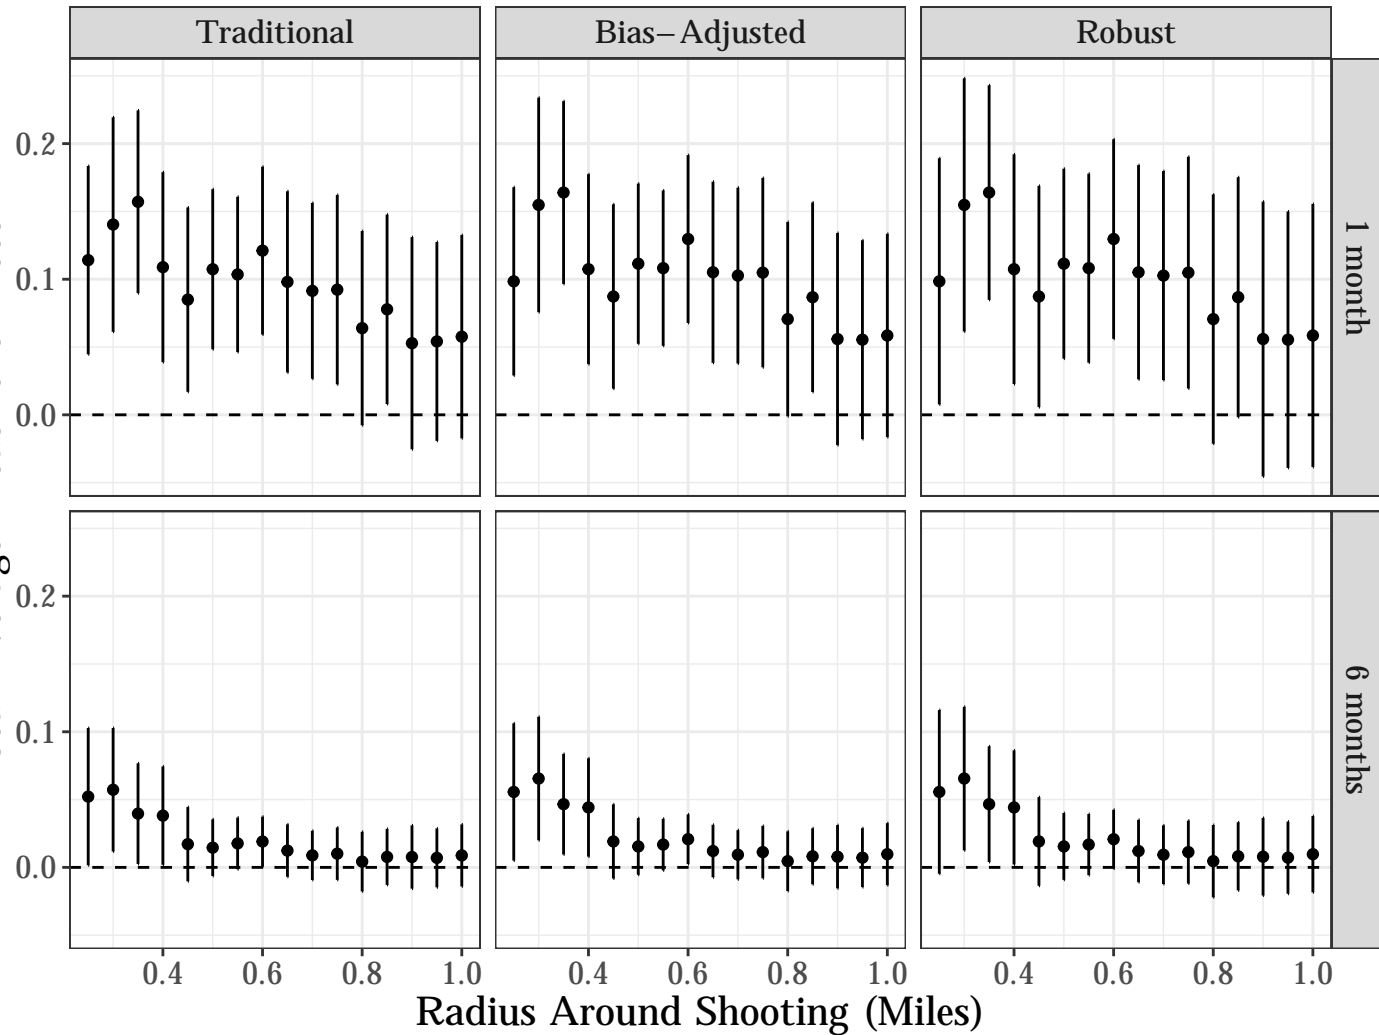 Traditional Bias–Adjusted Robust
0.2
0.1
0.0
1 month
0.2
0.1
0.0
6 months
0.4 0.6 0.8 1.0 0.4 0.6 0.8 1.0 0.4 0.6 0.8 1.0
Radius Around Shooting (Miles)